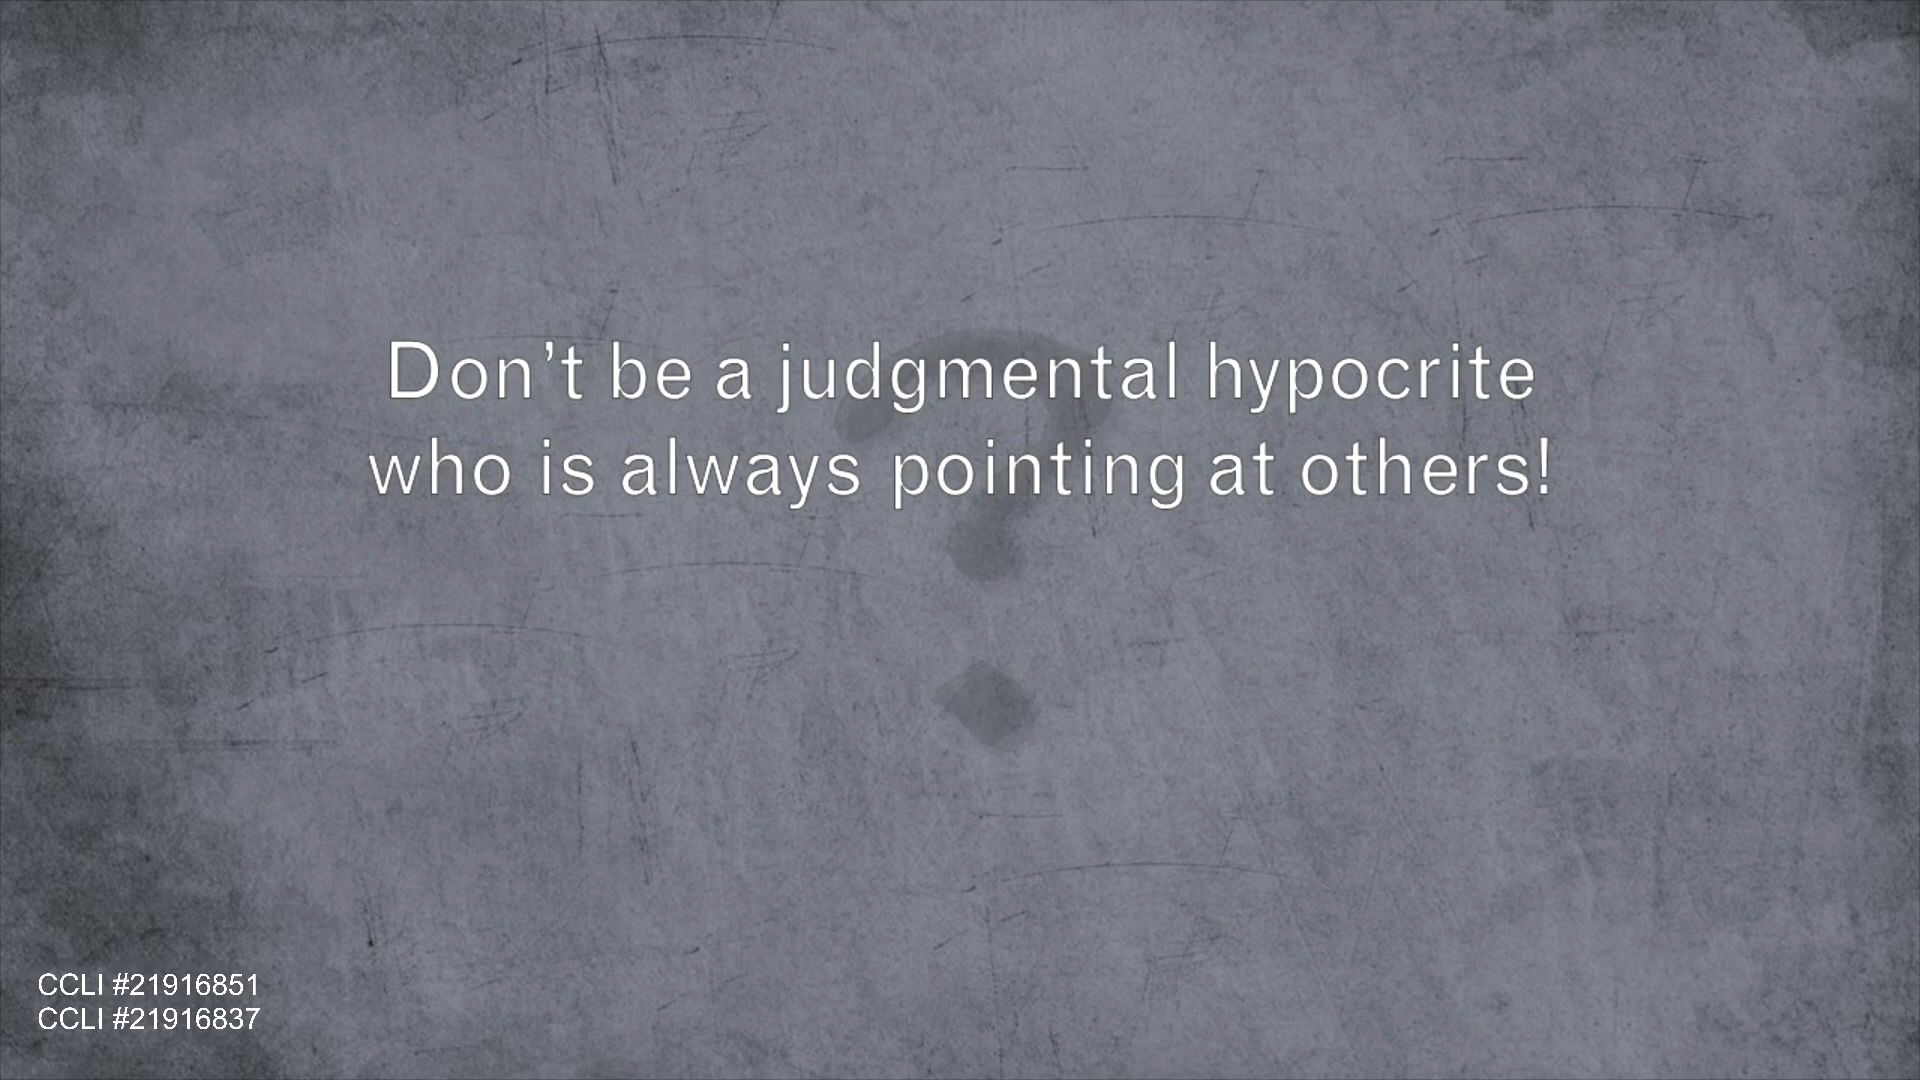 Don’t be a judgmental hypocrite
who is always pointing at others!
CCLI #21916851
CCLI #21916837